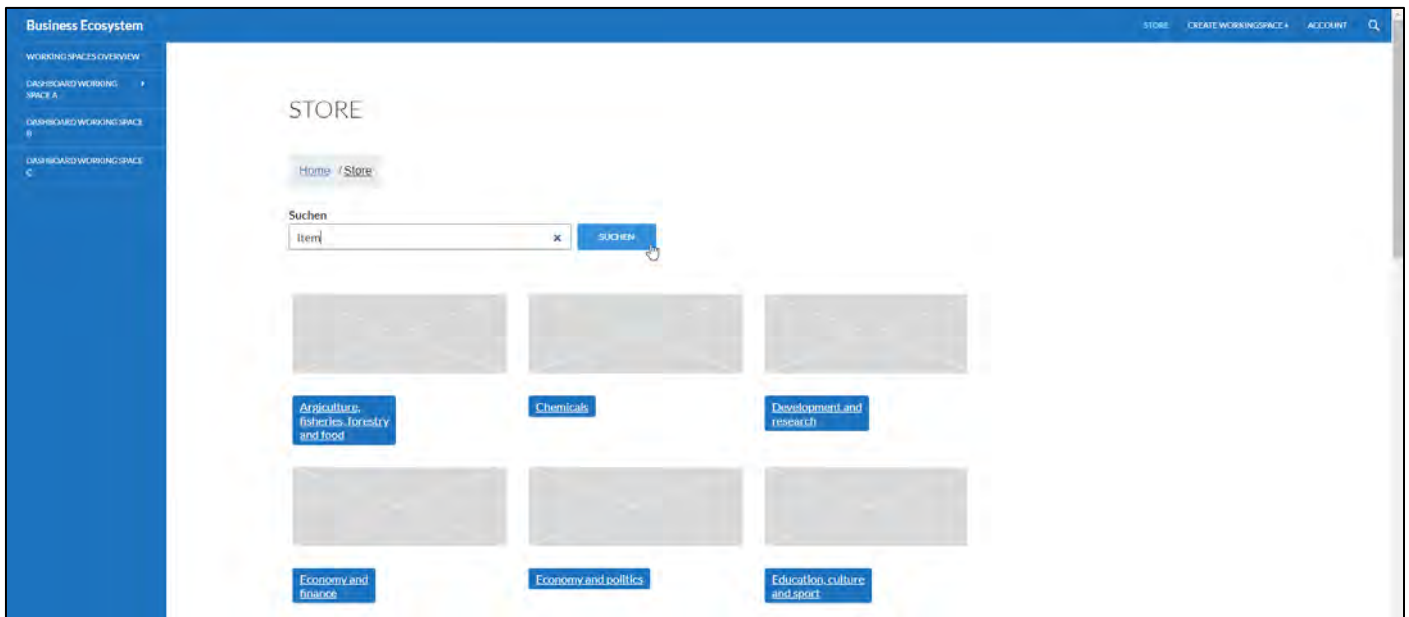 Business Ecosystem
STORE CREATE WORKINGSPACE + ACCOUNT
WORKING SPACES OVERVIEW
DASHBOARD WORKING
SPACE A
DASHBOARD WORKING SPACE
B
DASHBOARD WORKING SPACE
C
STORE
Home / Store
Suchen
Item
SUCHEN
Argiculture,
fisheries, forestry
and food
Chemicals
Development and
research
Economy and
finance
Economy and politics
Education, culture
and sport